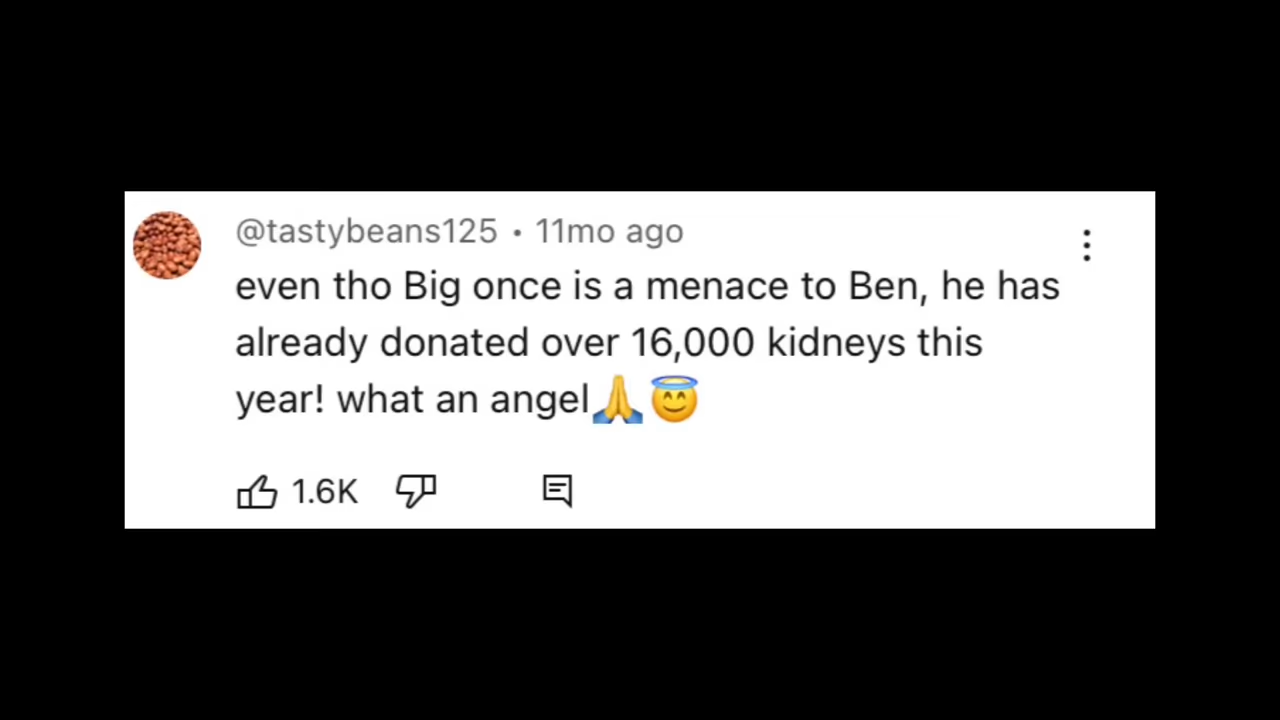 @tastybeans125 • 11mo ago
even tho Big once is a menace to Ben, he has
already donated over 16,000 kidneys this
year! what an angel🙏😇
1.6K